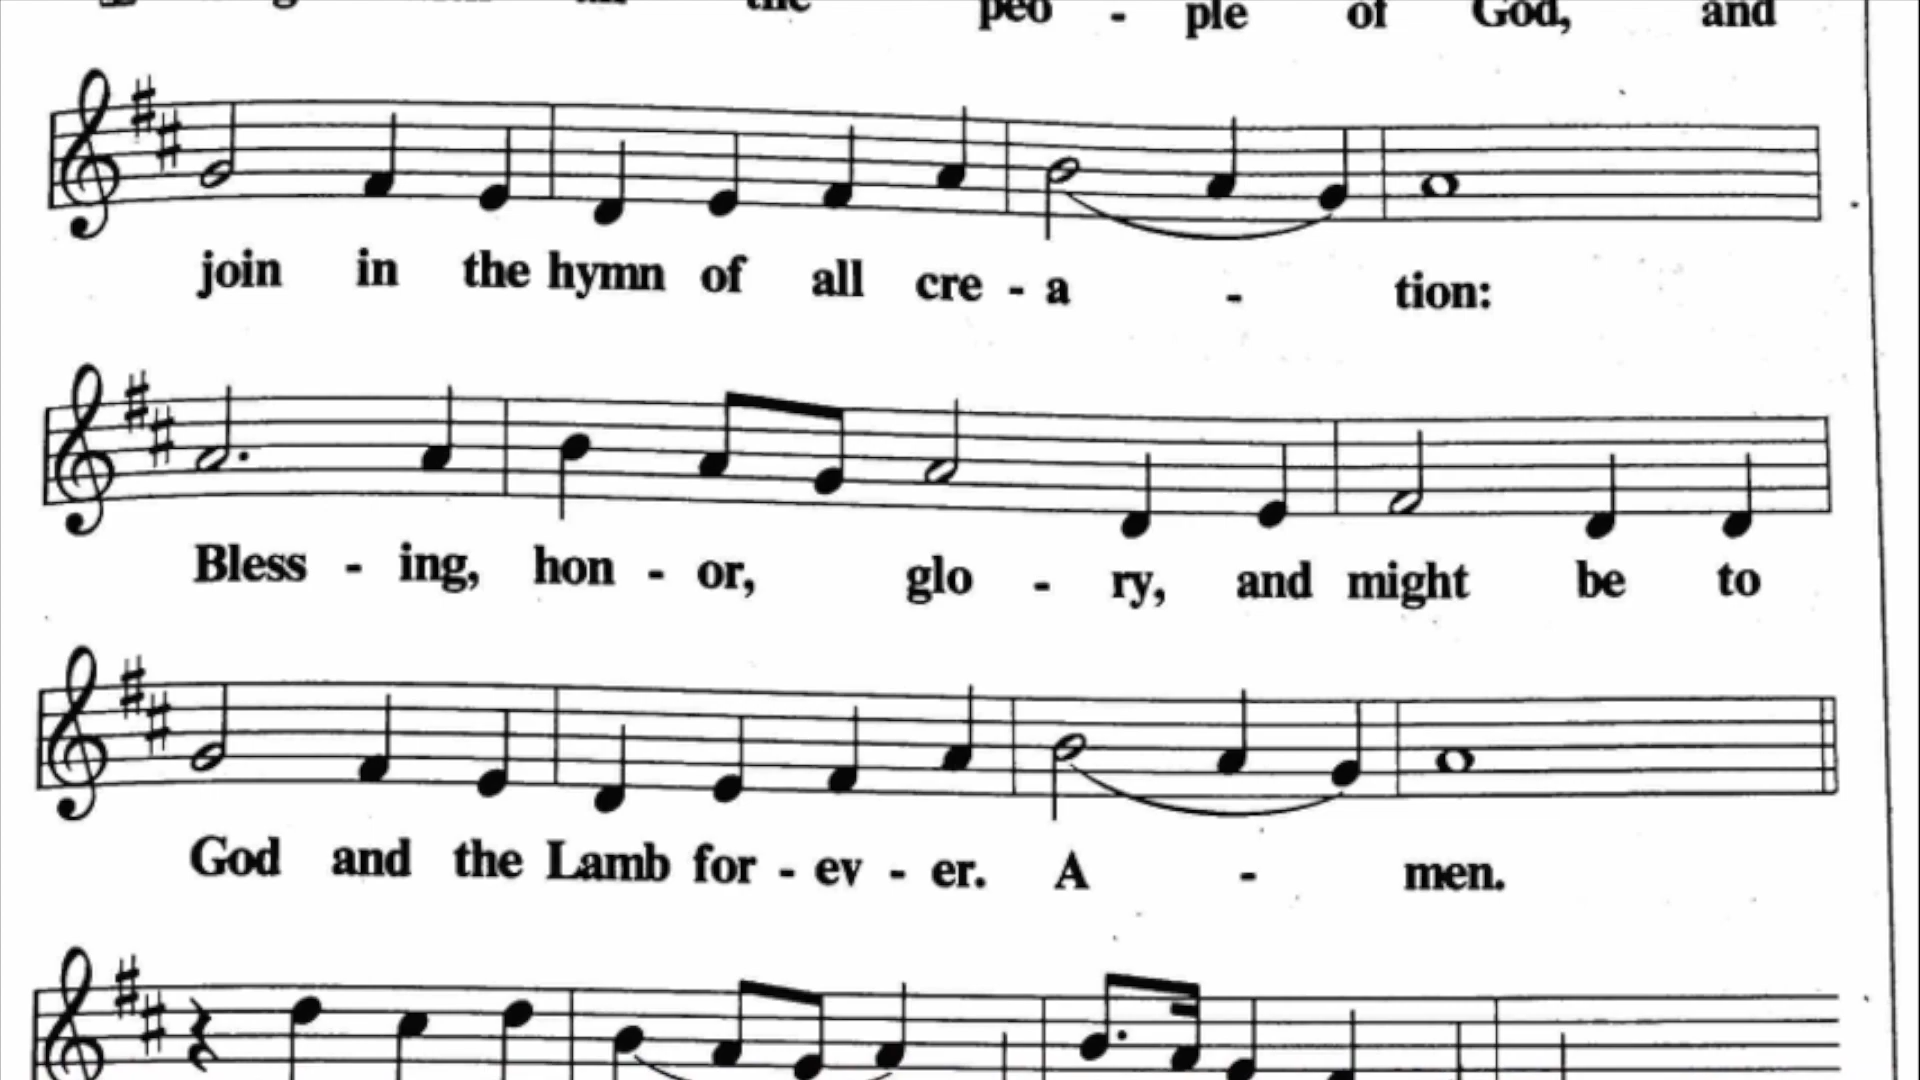 the peo - ple of God, and
join in the hymn of all cre - a - tion:
Bless - ing, hon - or, glo - ry, and might be to
God and the Lamb for - ev - er. A - men.